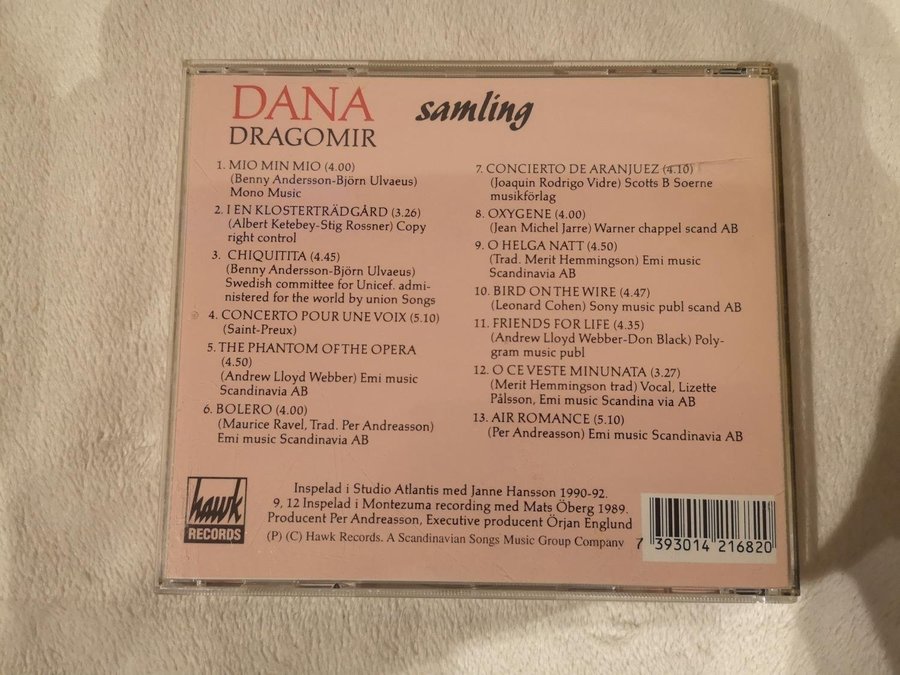 DANA
DRAGOMIR
samling
1. MIO MIN MIO (4.00)
(Benny Andersson-Björn Ulvaeus)
Mono Music
2. I EN KLOSTERTRÄDGÅRD (3.26)
(Albert Ketebey-Stig Rossner) Copy
right control
3. CHIQUITITA (4.45)
(Benny Andersson-Björn Ulvaeus)
Swedish committee for Unicef. admi-
nistered for the world by union Songs
4. CONCERTO POUR UNE VOIX (5.10)
(Saint-Preux)
5. THE PHANTOM OF THE OPERA
(4.50)
(Andrew Lloyd Webber) Emi music
Scandinavia AB
6. BOLERO (4.00)
(Maurice Ravel, Trad. Per Andreasson)
Emi music Scandinavia AB
7. CONCIERTO DE ARANJUEZ (4.10)
(Joaquin Rodrigo Vidre) Scotts B Soerne
musikförlag
8. OXYGENE (4.00)
(Jean Michel Jarre) Warner chappel scand AB
9. O HELGA NATT (4.50)
(Trad. Merit Hemmingson) Emi music
Scandinavia AB
10. BIRD ON THE WIRE (4.47)
(Leonard Cohen) Sony music publ scand AB
11. FRIENDS FOR LIFE (4.35)
(Andrew Lloyd Webber-Don Black) Poly-
gram music publ
12. O CE VESTE MINUNATA (3.27)
(Merit Hemmingson trad) Vocal, Lizette
Pålsson, Emi music Scandina via AB
13. AIR ROMANCE (5.10)
(Per Andreasson) Emi music Scandinavia AB
hawk
RECORDS
Inspelad i Studio Atlantis med Janne Hansson 1990-92.
9, 12 Inspelad i Montezuma recording med Mats Öberg 1989.
Producent Per Andreasson, Executive producent Örjan Englund
(P) (C) Hawk Records. A Scandinavian Songs Music Group Company
7 393014 216820